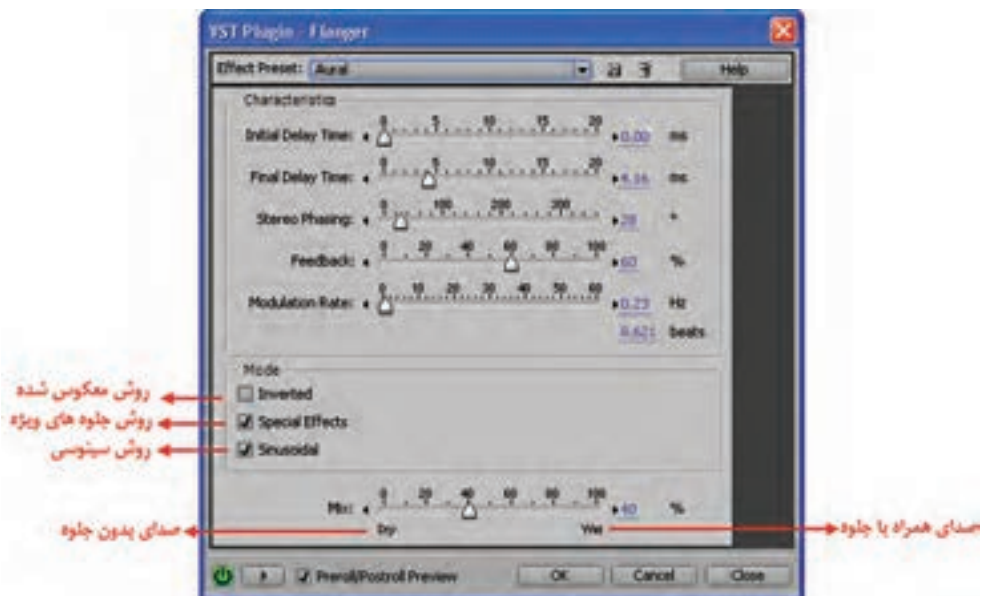 VST Plugin - Flanger
Effect Preset: Aural Help
Characteristics
0 5 10 15 20
Initial Delay Time: 0.00 ms
0 5 10 15 20
Final Delay Time: 4.16 ms
0 100 200 300
Stereo Phasing: 28 °
0 20 40 60 80 100
Feedback: 60 %
0 10 20 30 40 50 60
Modulation Rate: 0.23 Hz
beats
Mode
روش معکوس شده
Inverted
روش جلوه های ویژه
Special Effects
روش سینوسی
Sinusoidal
0 20 40 60 80 100
Mix: 40 %
صدای بدون جلوه
Dry Wet
صدای همراه با جلوه
Preroll/Postroll Preview OK Cancel Close